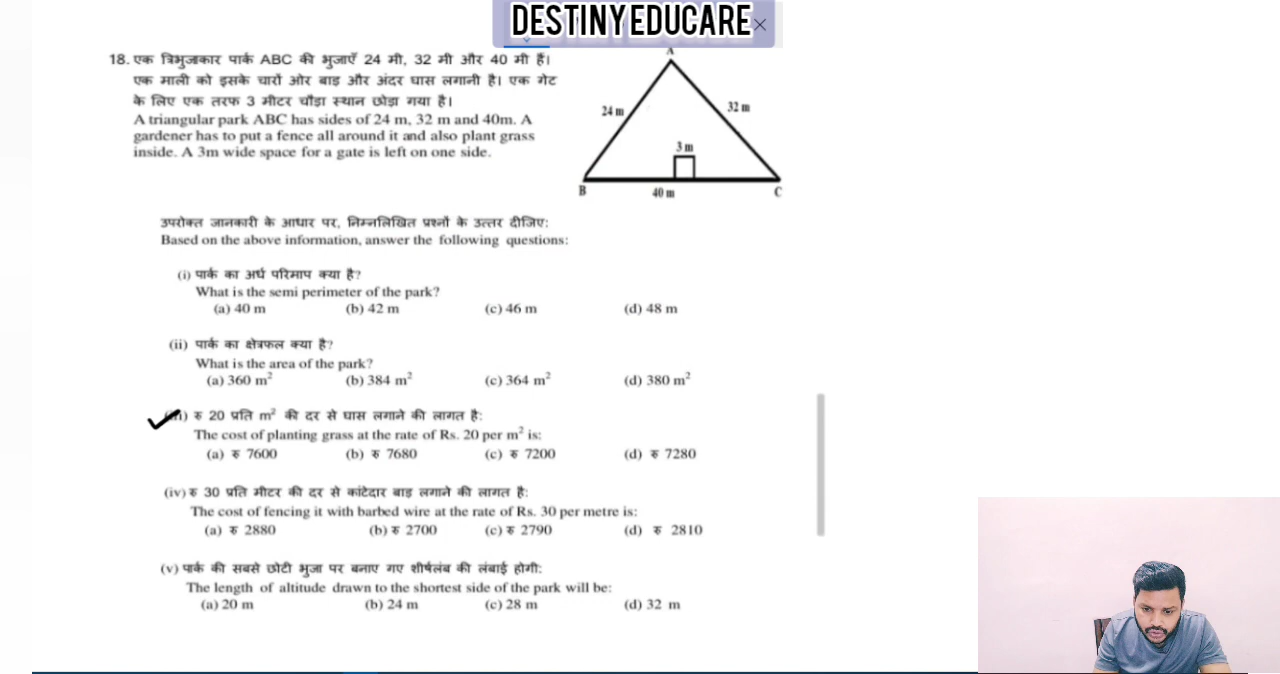 DESTINY EDUCARE
18. एक त्रिभुजाकार पार्क ABC की भुजाएँ 24 मी, 32 मी और 40 मी हैं।
एक माली को इसके चारों ओर बाड़ और अंदर घास लगानी है। एक गेट
के लिए एक तरफ 3 मीटर चौड़ा स्थान छोड़ा गया है।
A triangular park ABC has sides of 24 m, 32 m and 40m. A
gardener has to put a fence all around it and also plant grass
inside. A 3m wide space for a gate is left on one side.
A
24 m
32 m
3 m
B
40 m
C
उपरोक्त जानकारी के आधार पर, निम्नलिखित प्रश्नों के उत्तर दीजिए:
Based on the above information, answer the following questions:
(i) पार्क का अर्ध परिमाप क्या है?
What is the semi perimeter of the park?
(a) 40 m (b) 42 m (c) 46 m (d) 48 m
(ii) पार्क का क्षेत्रफल क्या है?
What is the area of the park?
(a) 360 m² (b) 384 m² (c) 364 m² (d) 380 m²
रु 20 प्रति m² की दर से घास लगाने की लागत है:
The cost of planting grass at the rate of Rs. 20 per m² is:
(a) रु 7600 (b) रु 7680 (c) रु 7200 (d) रु 7280
(iv) रु 30 प्रति मीटर की दर से कांटेदार बाड़ लगाने की लागत है:
The cost of fencing it with barbed wire at the rate of Rs. 30 per metre is:
(a) रु 2880 (b) रु 2700 (c) रु 2790 (d) रु 2810
(v) पार्क की सबसे छोटी भुजा पर बनाए गए शीर्षलंब की लंबाई होगी:
The length of altitude drawn to the shortest side of the park will be:
(a) 20 m (b) 24 m (c) 28 m (d) 32 m